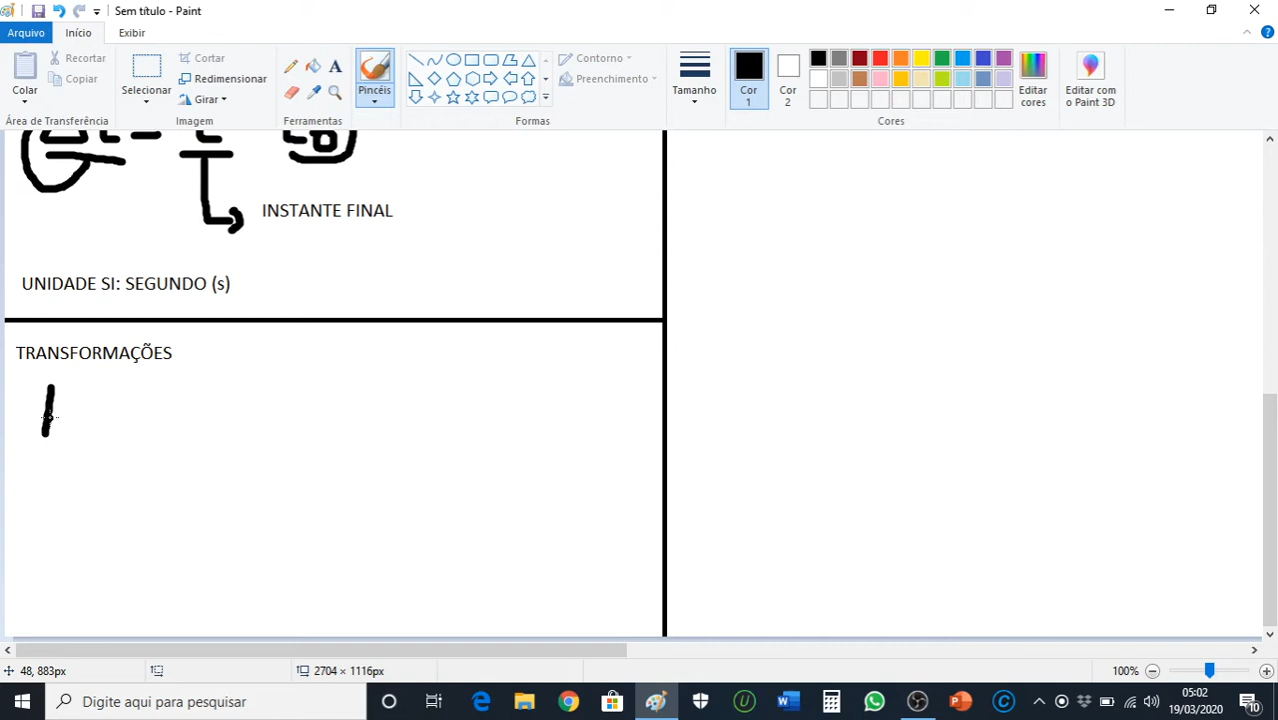 Sem título - Paint
Arquivo Início Exibir
Colar
Recortar
Copiar
Área de Transferência
Selecionar
Cortar
Redimensionar
Girar
Imagem
A
Ferramentas
Pincéis
Contorno
Preenchimento
Formas
Tamanho
Cor 1
Cor 2
Editar cores
Editar com o Paint 3D
Cores
INSTANTE FINAL
UNIDADE SI: SEGUNDO (s)
TRANSFORMAÇÕES
48, 883px
2704 × 1116px
100%
Digite aqui para pesquisar
05:02
19/03/2020
10